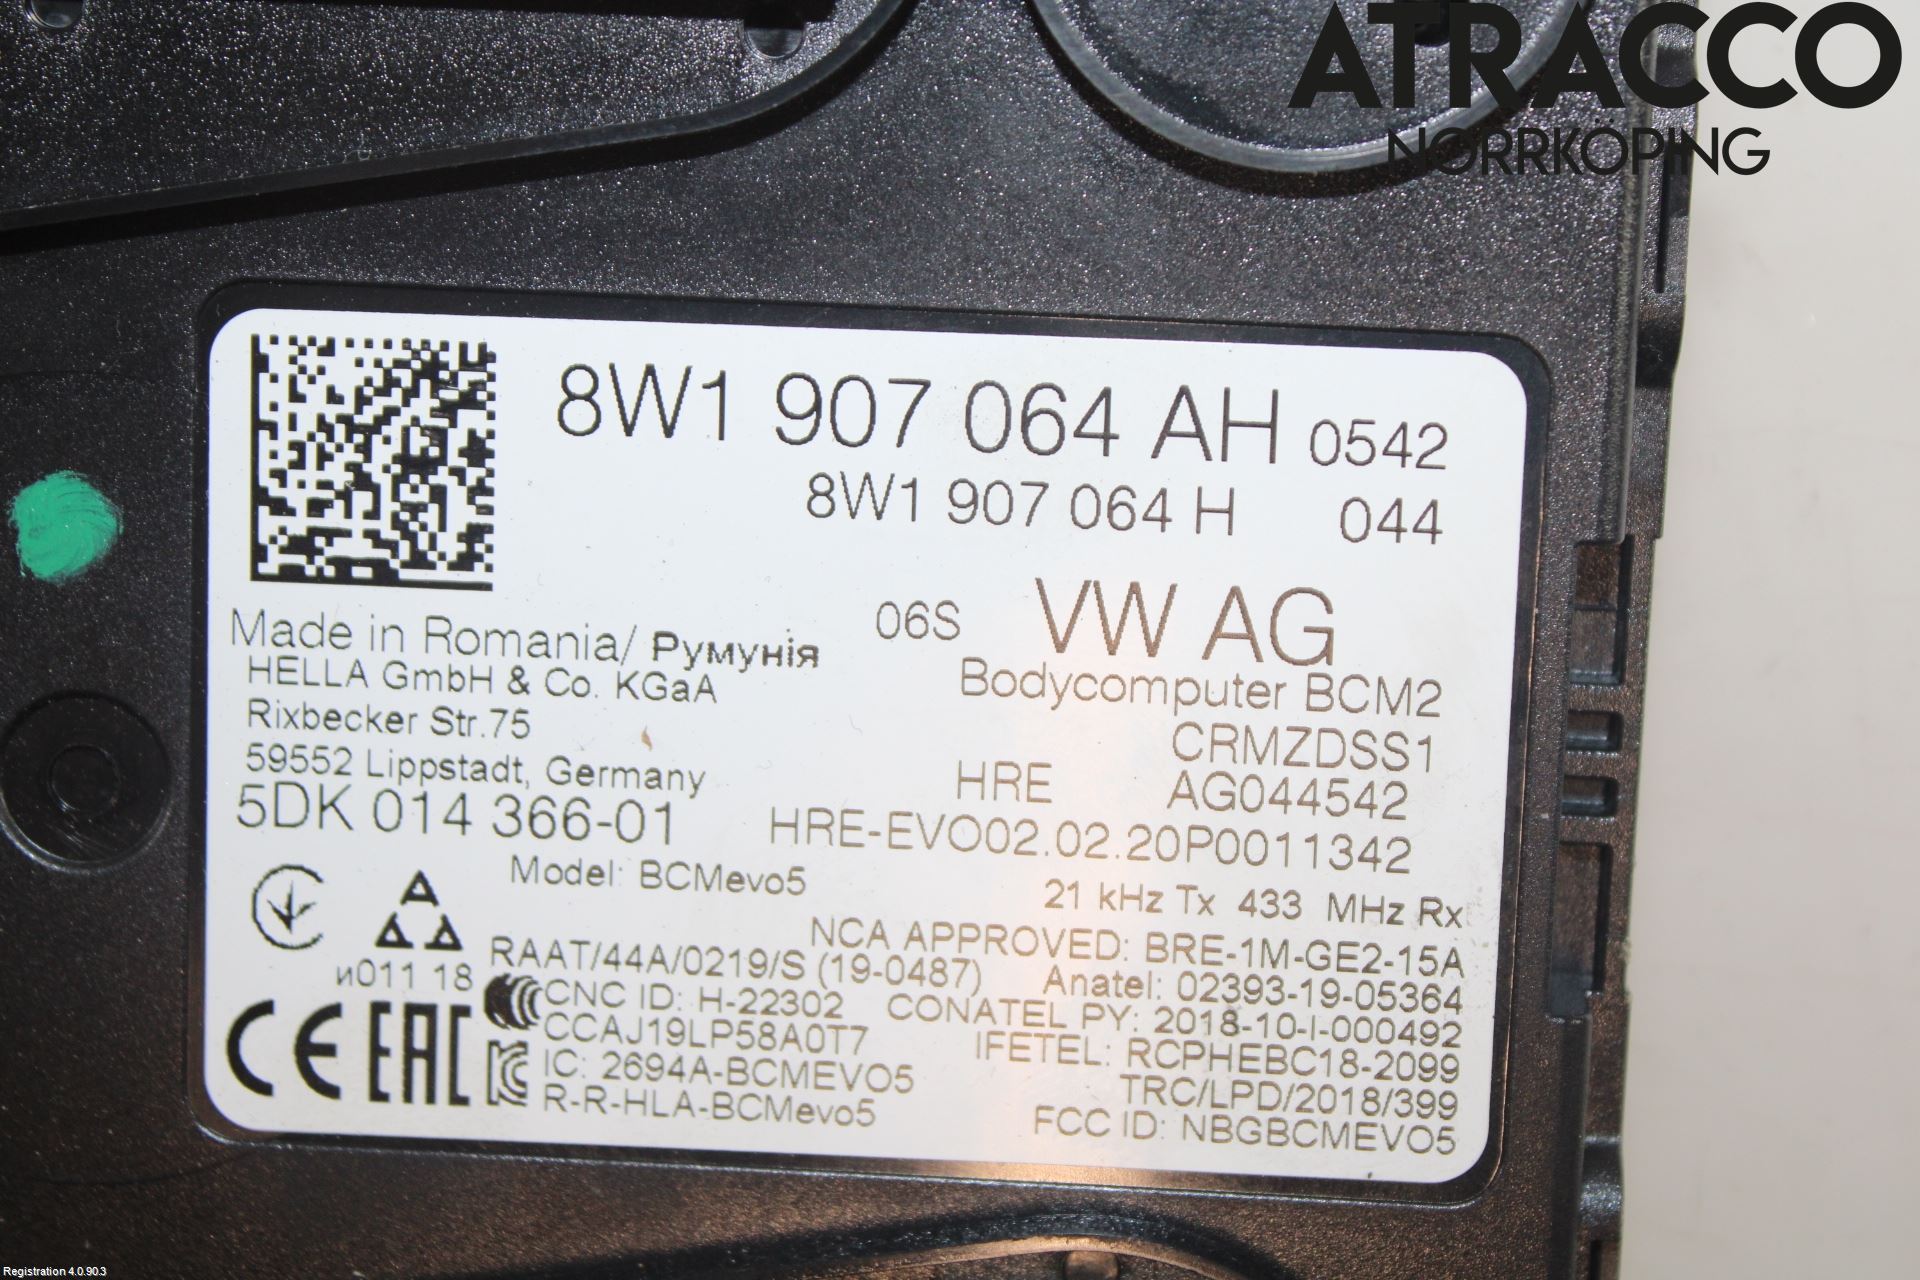 ATRACCO
NORRKÖPING
8W1 907 064 AH 0542
8W1 907 064 H 044
06S VW AG
Made in Romania/ Румунія
HELLA GmbH & Co. KGaA
Rixbecker Str.75
59552 Lippstadt, Germany
5DK 014 366-01
Bodycomputer BCM2
CRMZDSS1
HRE AG044542
HRE-EVO02.02.20P0011342
Model: BCMevo5
21 kHz Tx 433 MHz Rx
A
и011 18
NCA APPROVED: BRE-1M-GE2-15A
RAAT/44A/0219/S (19-0487) Anatel: 02393-19-05364
CNC ID: H-22302 CONATEL PY: 2018-10-I-000492
CCAJ19LP58A0T7 IFETEL: RCPHEBC18-2099
IC: 2694A-BCMEVO5 TRC/LPD/2018/399
R-R-HLA-BCMevo5 FCC ID: NBGBCMEVO5
CE EAC
Registration 4.0.90.3